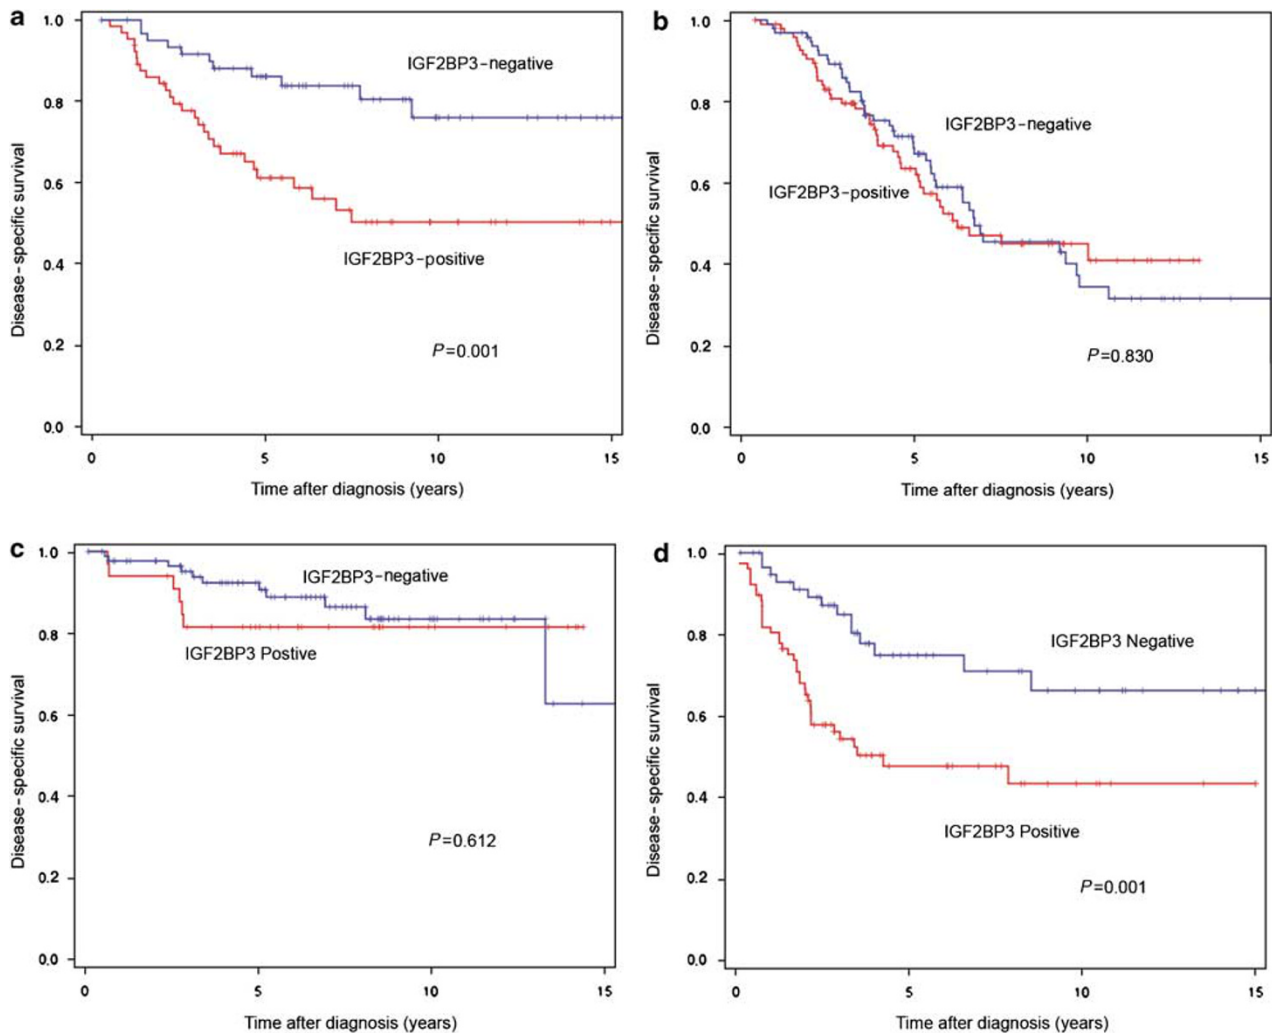 a
1.0
0.8
0.6
0.4
0.2
0.0
Disease-specific survival
IGF2BP3-negative
IGF2BP3-positive
P=0.001
0 5 10 15
Time after diagnosis (years)
b
1.0
0.8
0.6
0.4
0.2
0.0
Disease-specific survival
IGF2BP3-negative
IGF2BP3-positive
P=0.830
0 5 10 15
Time after diagnosis (years)
c
1.0
0.8
0.6
0.4
0.2
0.0
Disease-specific survival
IGF2BP3-negative
IGF2BP3 Postive
P=0.612
0 5 10 15
Time after diagnosis (years)
d
1.0
0.8
0.6
0.4
0.2
0.0
Disease-specific survival
IGF2BP3 Negative
IGF2BP3 Positive
P=0.001
0 5 10 15
Time after diagnosis (years)